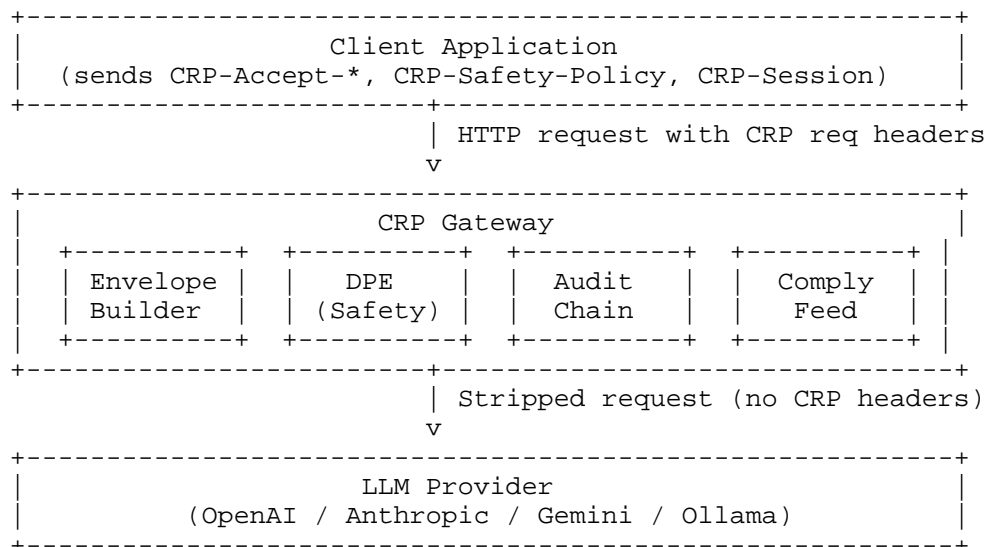 Client Application
(sends CRP-Accept-*, CRP-Safety-Policy, CRP-Session)
HTTP request with CRP req headers
v
CRP Gateway
Envelope DPE Audit Comply
Builder (Safety) Chain Feed
Stripped request (no CRP headers)
v
LLM Provider
(OpenAI / Anthropic / Gemini / Ollama)